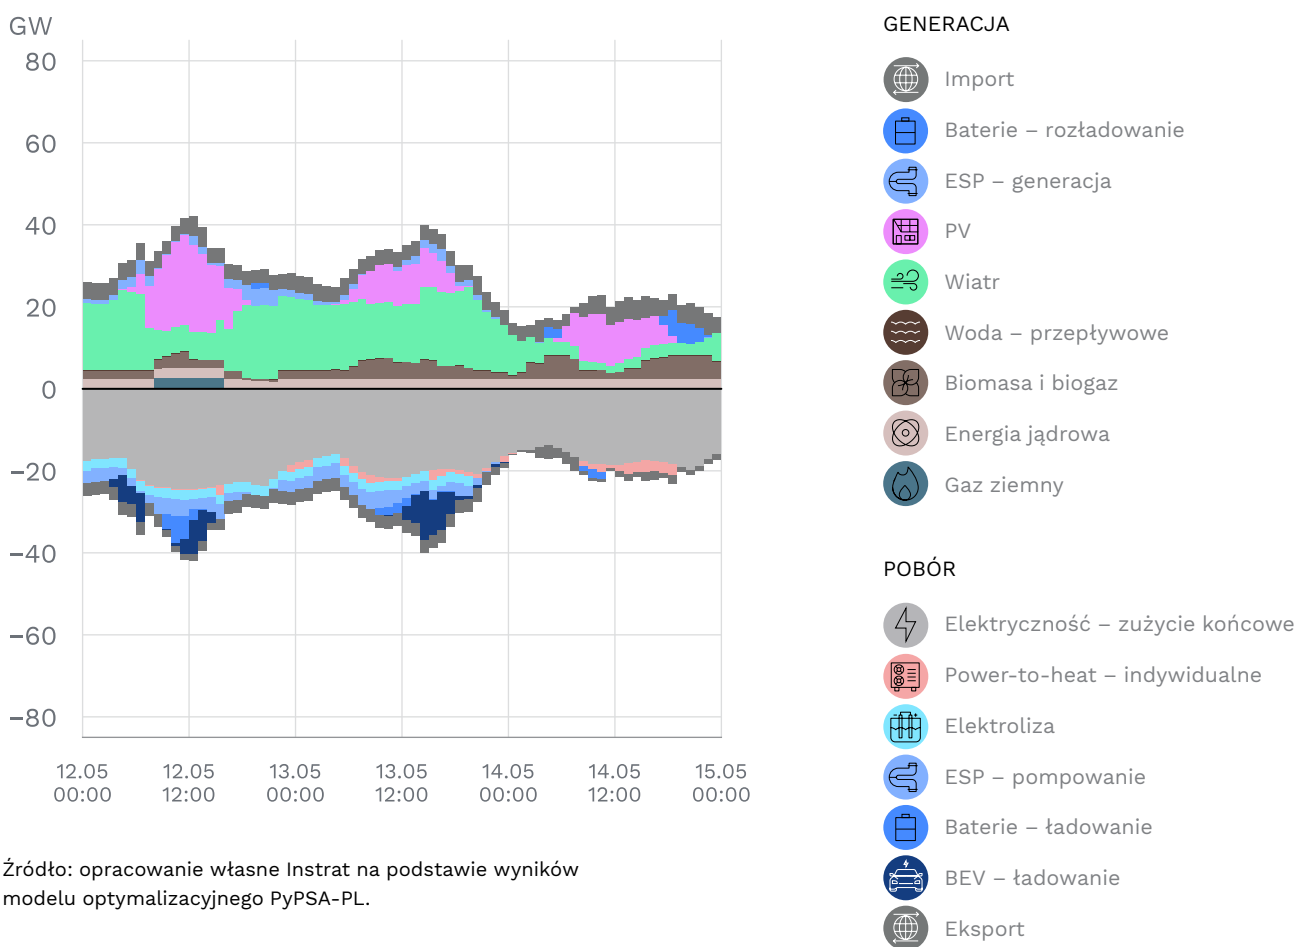 GW
80
60
40
20
0
−20
−40
−60
−80
12.05 12.05 13.05 13.05 14.05 14.05 15.05
00:00 12:00 00:00 12:00 00:00 12:00 00:00
Źródło: opracowanie własne Instrat na podstawie wyników
modelu optymalizacyjnego PyPSA-PL.
GENERACJA
Import
Baterie – rozładowanie
ESP – generacja
PV
Wiatr
Woda – przepływowe
Biomasa i biogaz
Energia jądrowa
Gaz ziemny
POBÓR
Elektryczność – zużycie końcowe
Power-to-heat – indywidualne
Elektroliza
ESP – pompowanie
Baterie – ładowanie
BEV – ładowanie
Eksport